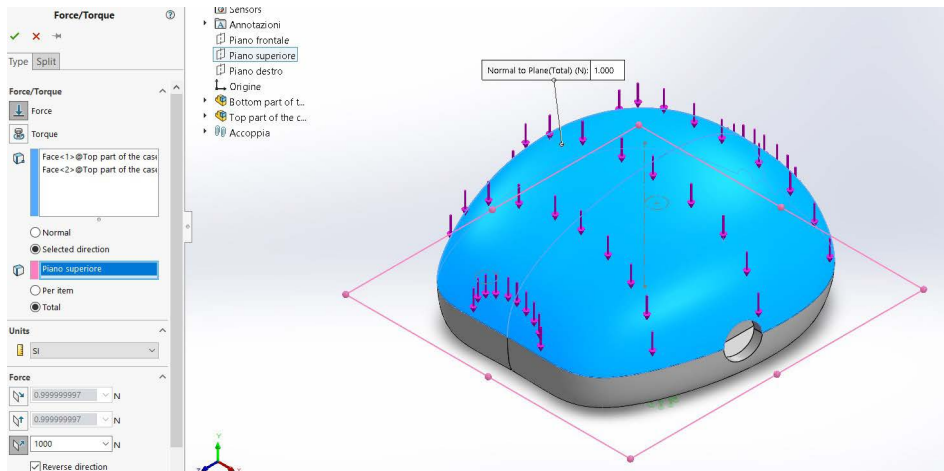 Force/Torque
Type Split
Force/Torque
Force
Torque
Face<1>@Top part of the case
Face<2>@Top part of the case
Normal
Selected direction
Piano superiore
Per item
Total
Units
SI
Force
0.999999997 N
0.999999997 N
1000 N
Reverse direction
Sensors
Annotazioni
Piano frontale
Piano superiore
Piano destro
Origine
Bottom part of t...
Top part of the c...
Accoppia
Normal to Plane(Total) (N): 1.000
Y